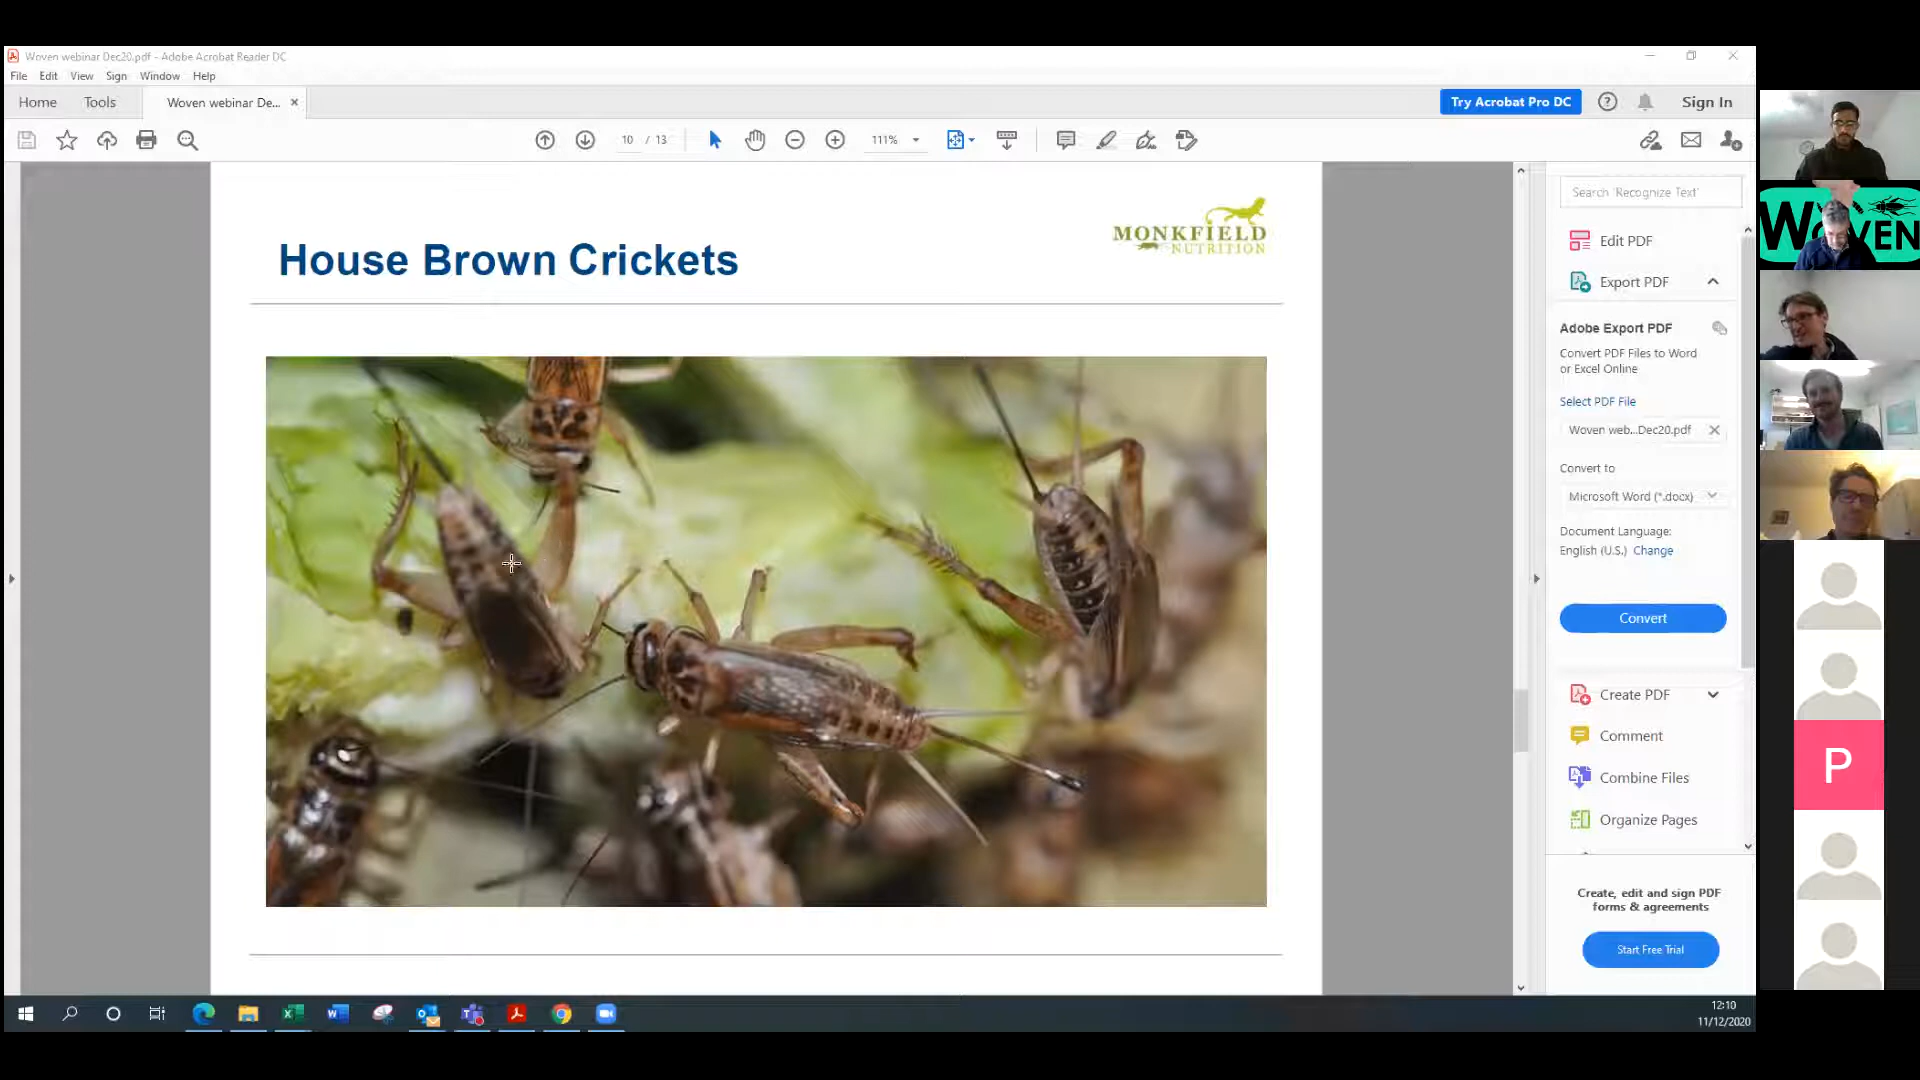 Woven webinar Dec20.pdf - Adobe Acrobat Reader DC
File Edit View Sign Window Help
Home Tools Woven webinar De... ×
Try Acrobat Pro DC
Sign In
10 / 13
111%
MONKFIELD
NUTRITION
House Brown Crickets
Search 'Recognize Text'
Edit PDF
Export PDF
Adobe Export PDF
Convert PDF Files to Word
or Excel Online
Select PDF File
Woven web...Dec20.pdf
Convert to
Microsoft Word (*.docx)
Document Language:
English (U.S.) Change
Convert
Create PDF
Comment
Combine Files
Organize Pages
Create, edit and sign PDF
forms & agreements
Start Free Trial
12:10
11/12/2020
WOVEN
P